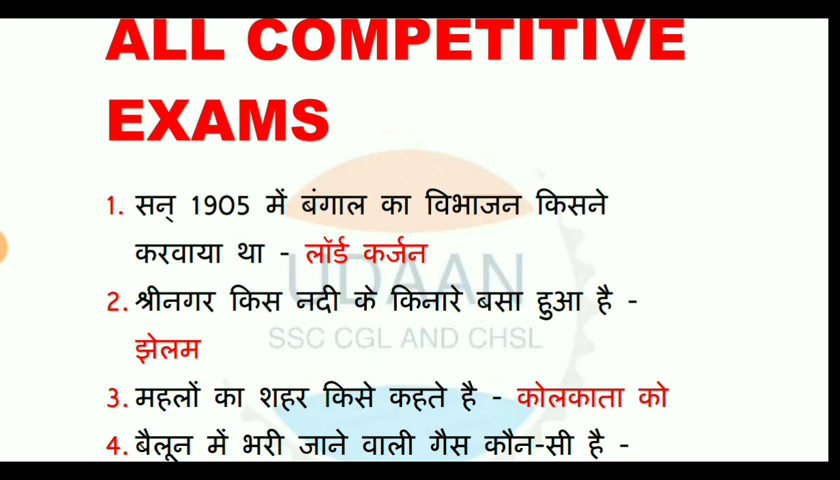 ALL COMPETITIVE
EXAMS
1. सन् 1905 में बंगाल का विभाजन किसने
करवाया था - लॉर्ड कर्जन
2. श्रीनगर किस नदी के किनारे बसा हुआ है -
झेलम
3. महलों का शहर किसे कहते है - कोलकाता को
4. बैलून में भरी जाने वाली गैस कौन-सी है -
UDAAN
SSC CGL AND CHSL